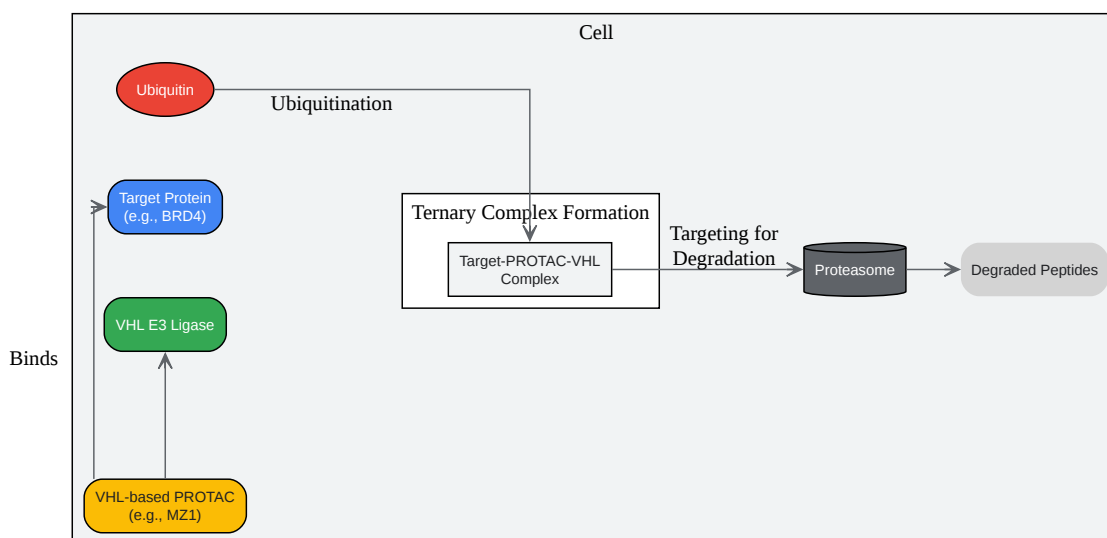 Cell
Ubiquitin
Ubiquitination
Target Protein
(e.g., BRD4)
Ternary Complex Formation
Target-PROTAC-VHL
Complex
Targeting for
Degradation
Proteasome
Degraded Peptides
VHL E3 Ligase
Binds
VHL-based PROTAC
(e.g., MZ1)